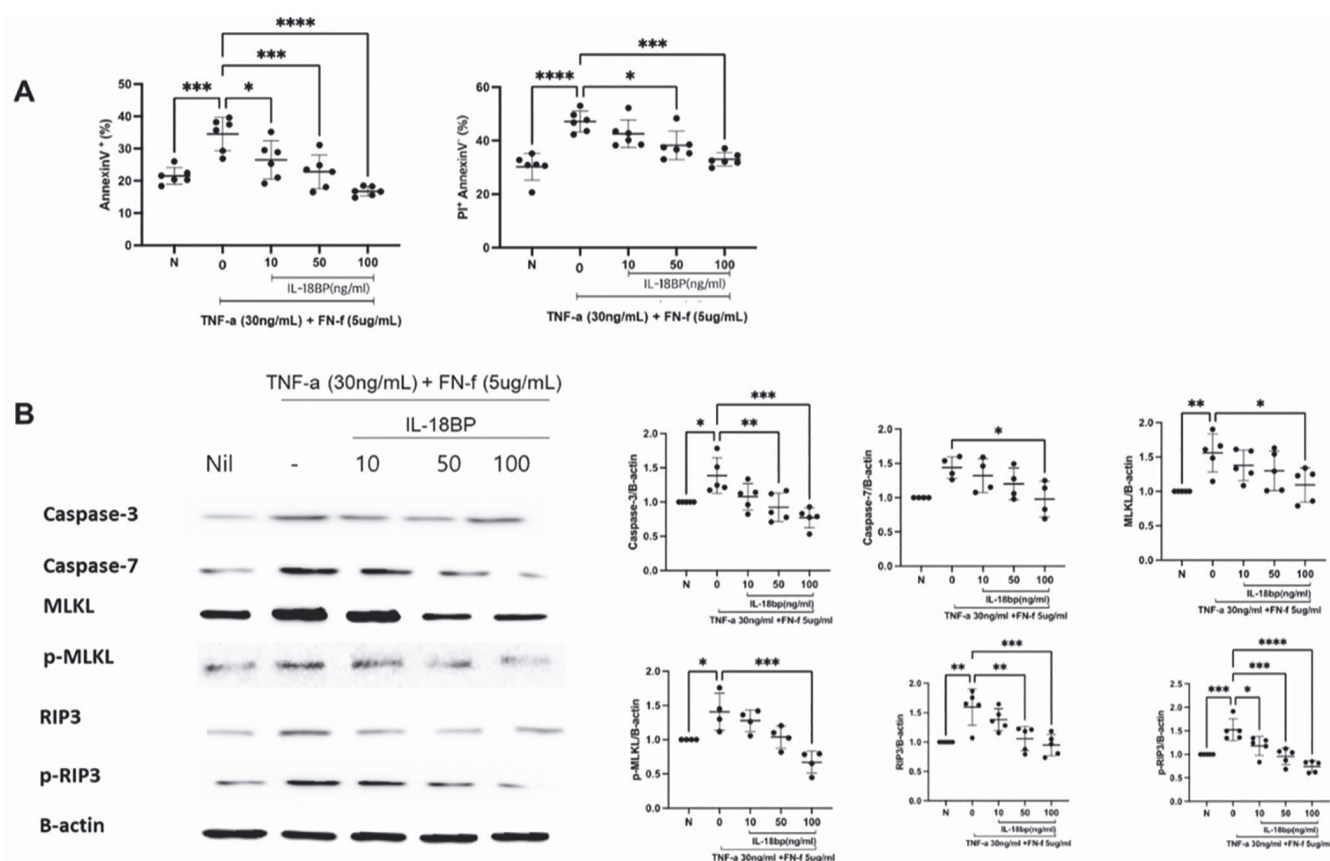 A
****
***
***
*
AnnexinV⁺ (%)
50
40
30
20
10
0
N
0
10
50
100
IL-18BP(ng/ml)
TNF-a (30ng/mL) + FN-f (5ug/mL)
***
****
*
PI⁺ AnnexinV⁻ (%)
60
40
20
0
N
0
10
50
100
IL-18BP(ng/ml)
TNF-a (30ng/mL) + FN-f (5ug/mL)
B
TNF-a (30ng/mL) + FN-f (5ug/mL)
IL-18BP
Nil - 10 50 100
Caspase-3
Caspase-7
MLKL
p-MLKL
RIP3
p-RIP3
B-actin
***
*
**
Caspase-3/B-actin
2.0
1.5
1.0
0.5
0.0
N 0 10 50 100
IL-18bp(ng/ml)
TNF-a 30ng/ml +FN-f 5ug/ml
*
Caspase-7/B-actin
2.0
1.5
1.0
0.5
0.0
N 0 10 50 100
IL-18bp(ng/ml)
TNF-a 30ng/ml +FN-f 5ug/ml
**
*
MLKL/B-actin
2.0
1.5
1.0
0.5
0.0
N 0 10 50 100
IL-18bp(ng/ml)
TNF-a 30ng/ml +FN-f 5ug/ml
*
***
p-MLKL/B-actin
2.0
1.5
1.0
0.5
0.0
N 0 10 50 100
IL-18bp(ng/ml)
TNF-a 30ng/ml +FN-f 5ug/ml
***
**
**
RIP3/B-actin
2.0
1.5
1.0
0.5
0.0
N 0 10 50 100
IL-18bp(ng/ml)
TNF-a 30ng/ml +FN-f 5ug/ml
****
***
***
*
p-RIP3/B-actin
2.5
2.0
1.5
1.0
0.5
0.0
N 0 10 50 100
IL-18bp(ng/ml)
TNF-a 30ng/ml +FN-f 5ug/ml